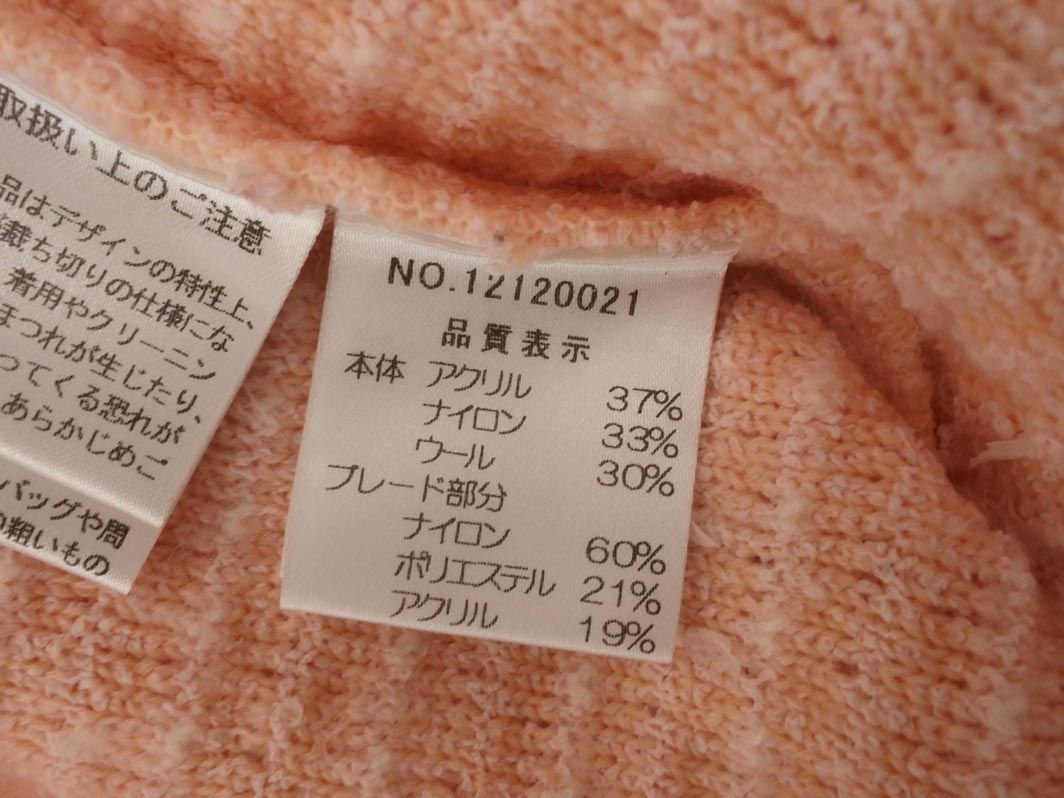 取扱い上のご注意
品はデザインの特性上、
裁ち切りの仕様にな
着用やクリーニン
まつれが生じたり、
ってくる恐れが
あらかじめご
バッグや間
粗いもの
NO.12120021
品質表示
本体 アクリル 37%
ナイロン 33%
ウール 30%
ブレード部分
ナイロン 60%
ポリエステル 21%
アクリル 19%